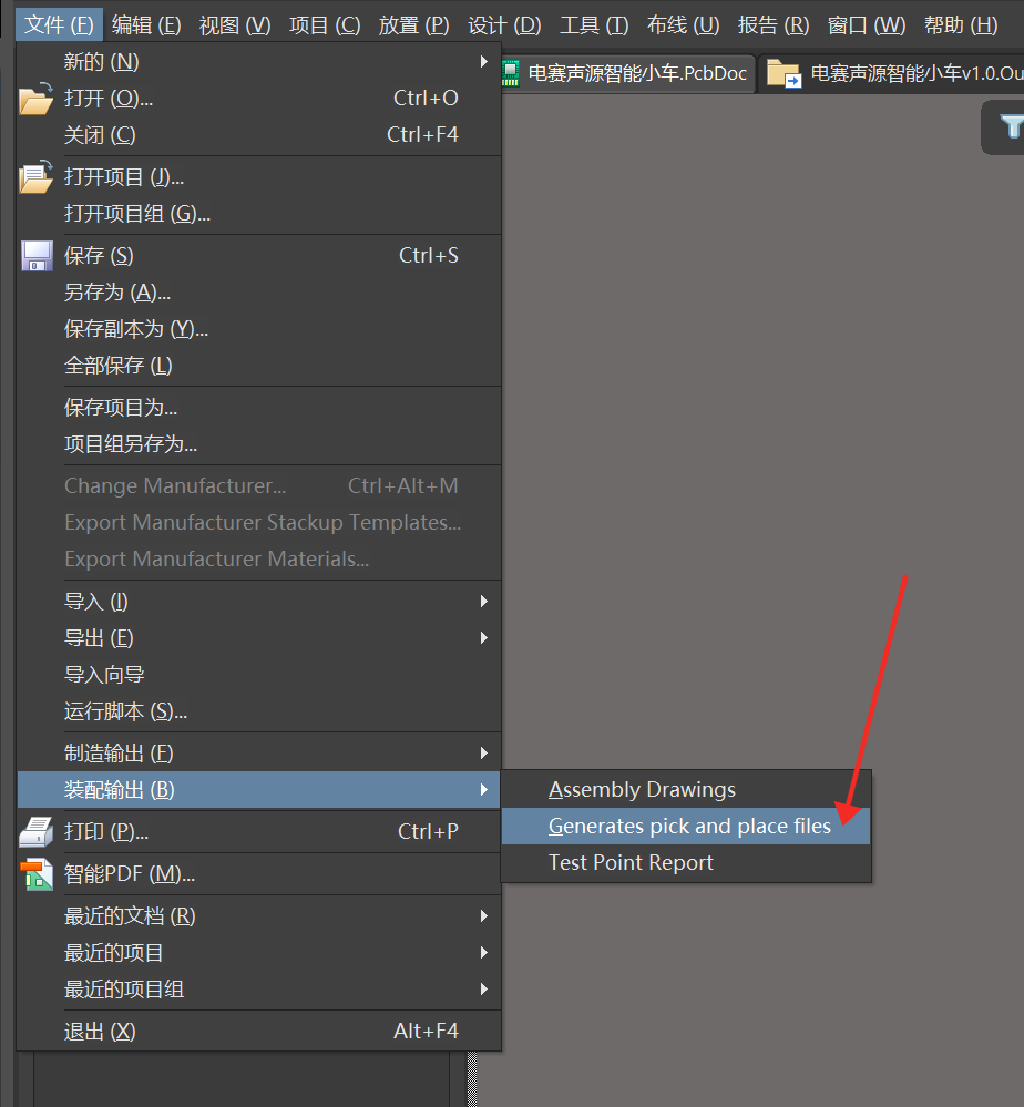 文件 (F) 编辑 (E) 视图 (V) 项目 (C) 放置 (P) 设计 (D) 工具 (T) 布线 (U) 报告 (R) 窗口 (W) 帮助 (H)
电赛声源智能小车.PcbDoc 电赛声源智能小车v1.0.Ou
新的 (N)
打开 (O)... Ctrl+O
关闭 (C) Ctrl+F4
打开项目 (J)...
打开项目组 (G)...
保存 (S) Ctrl+S
另存为 (A)...
保存副本为 (Y)...
全部保存 (L)
保存项目为...
项目组另存为...
Change Manufacturer... Ctrl+Alt+M
Export Manufacturer Stackup Templates...
Export Manufacturer Materials...
导入 (I)
导出 (E)
导入向导
运行脚本 (S)...
制造输出 (F)
装配输出 (B)
Assembly Drawings
Generates pick and place files
Test Point Report
打印 (P)... Ctrl+P
智能PDF (M)...
最近的文档 (R)
最近的项目
最近的项目组
退出 (X) Alt+F4